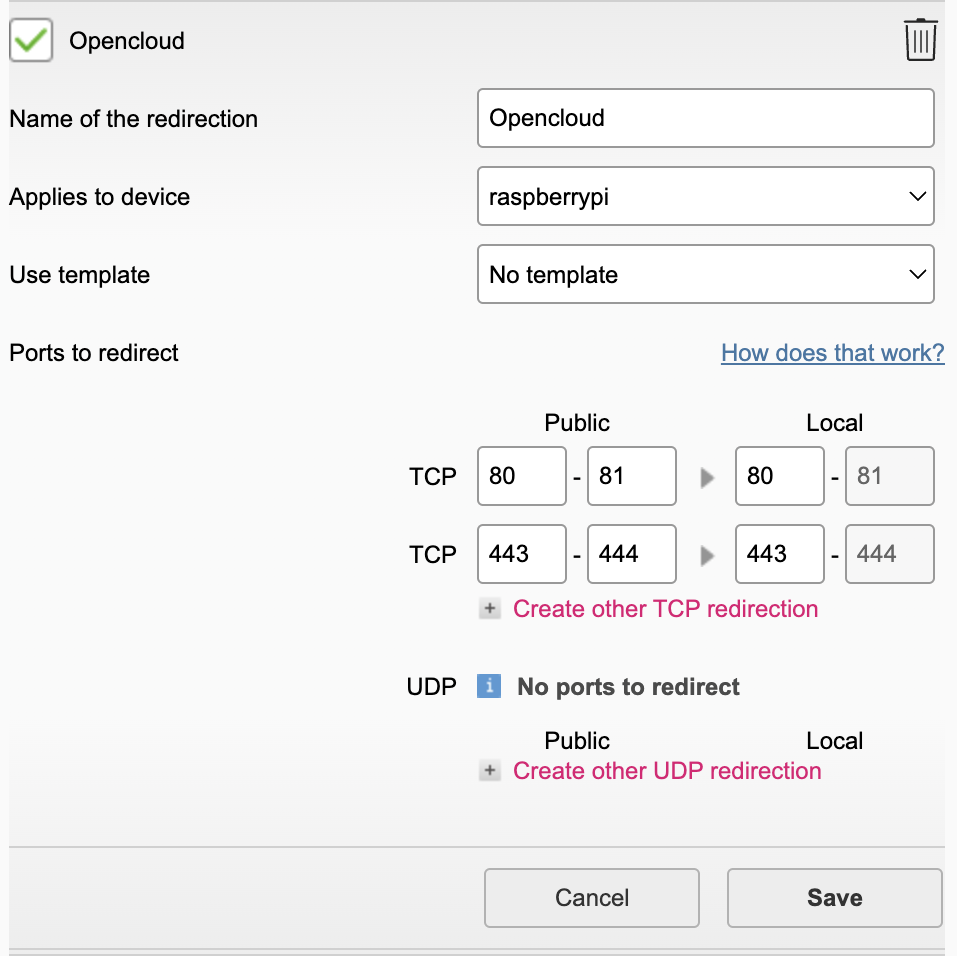 Opencloud
Name of the redirection Opencloud
Applies to device raspberrypi
Use template No template
Ports to redirect How does that work?
Public Local
TCP 80 - 81 80 - 81
TCP 443 - 444 443 - 444
+ Create other TCP redirection
UDP i No ports to redirect
Public Local
+ Create other UDP redirection
Cancel Save